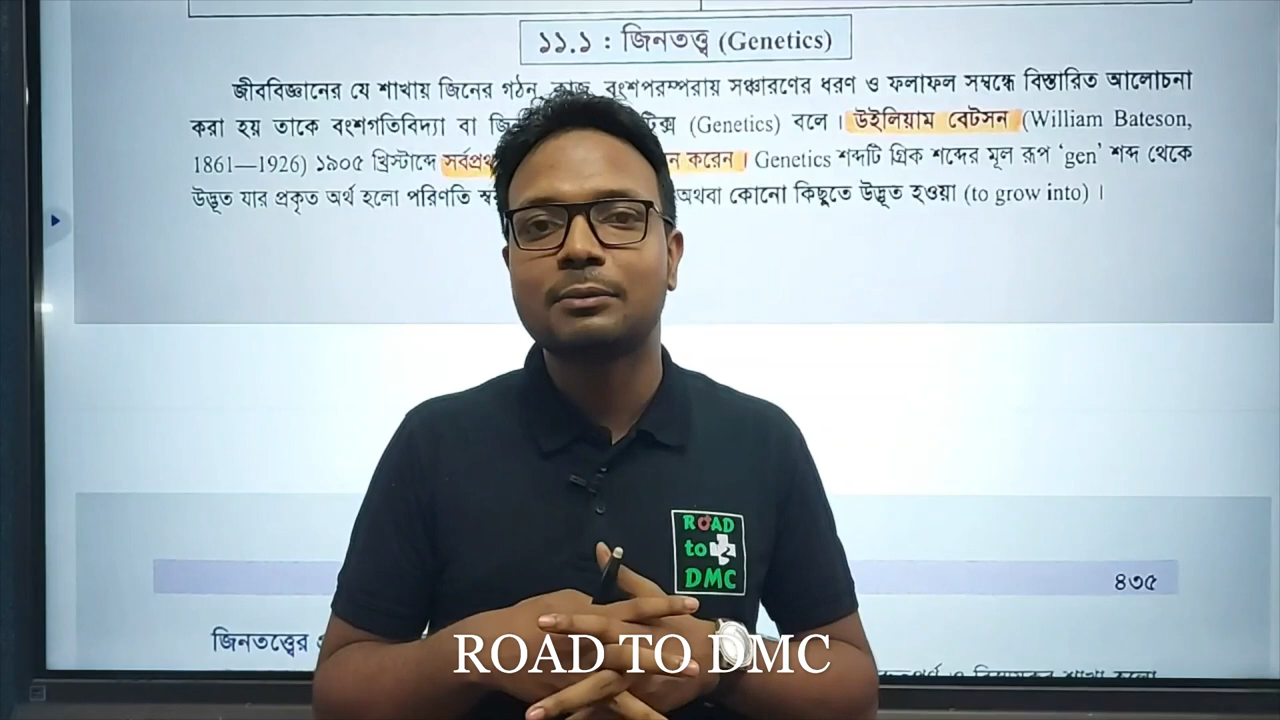 ১১.১ : জিনতত্ত্ব (Genetics)
জীববিজ্ঞানের যে শাখায় জিনের গঠন, কাজ, বংশপরম্পরায় সঞ্চারণের ধরণ ও ফলাফল সম্বন্ধে বিস্তারিত আলোচনা
করা হয় তাকে বংশগতিবিদ্যা বা (Genetics) বলে। উইলিয়াম বেটসন (William Bateson,
1861—1926) ১৯০৫ খ্রিস্টাব্দে করেন। Genetics শব্দটি গ্রিক শব্দের মূল রূপ ‘gen’ শব্দ থেকে
উদ্ভূত যার প্রকৃত অর্থ হলো পরিণতি অথবা কোনো কিছুতে উদ্ভূত হওয়া (to grow into)।
ROAD
to
DMC
৪৩৫
জিনতত্ত্বের
ROAD TO DMC